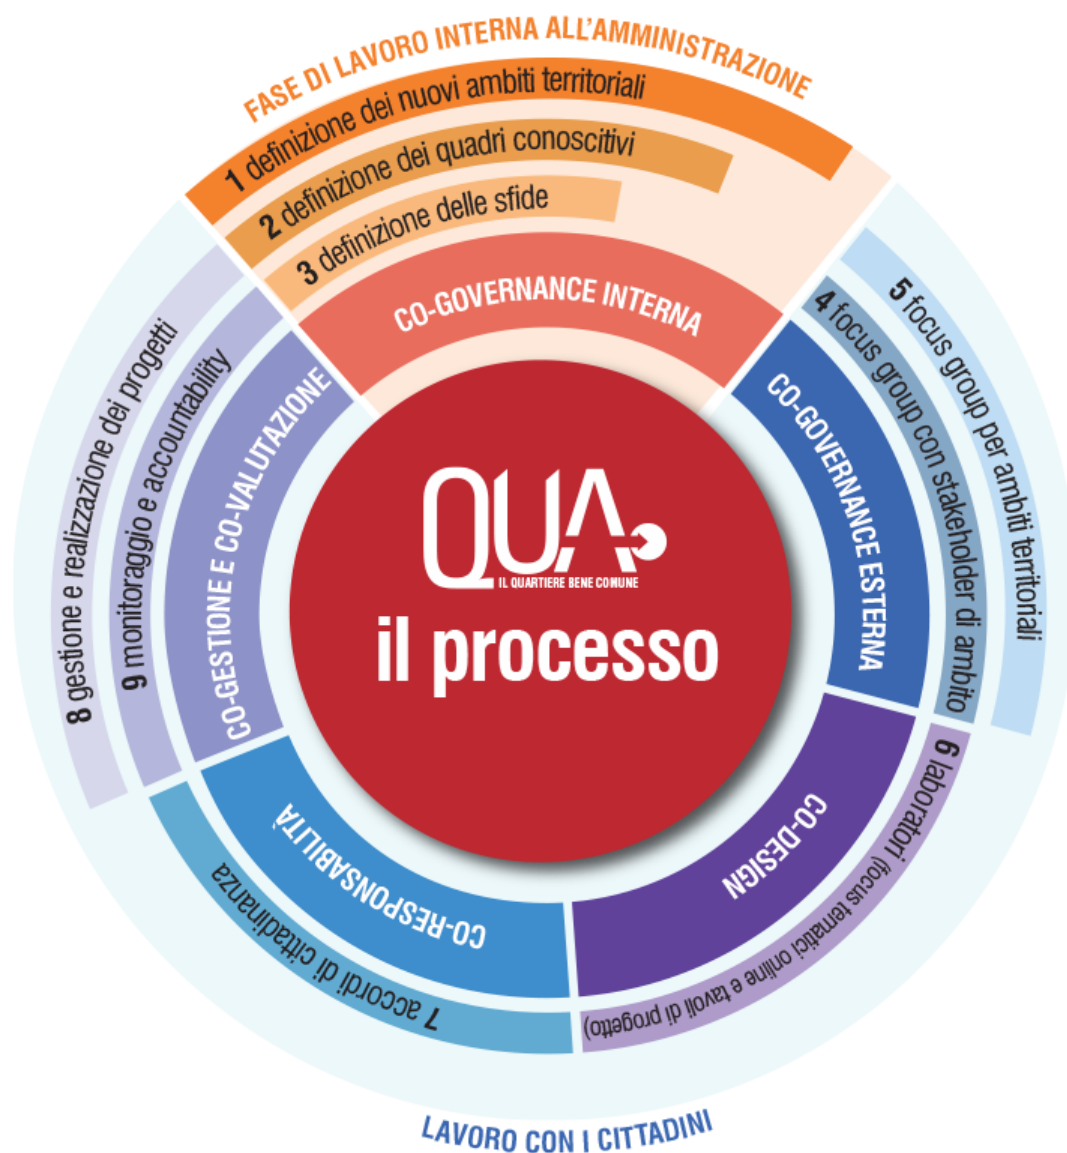 FASE DI LAVORO INTERNA ALL'AMMINISTRAZIONE
1 definizione dei nuovi ambiti territoriali
2 definizione dei quadri conoscitivi
3 definizione delle sfide
CO-GOVERNANCE INTERNA
5 focus group per ambiti territoriali
4 focus group con stakeholder di ambito
CO-GOVERNANCE ESTERNA
CO-DESIGN
6 laboratori (focus tematici online e tavoli di progetto)
CO-RESPONSABILITÀ
7 accordi di cittadinanza
8 gestione e realizzazione dei progetti
9 monitoraggio e accountability
CO-GESTIONE E CO-VALUTAZIONE
QUA
IL QUARTIERE BENE COMUNE
il processo
LAVORO CON I CITTADINI